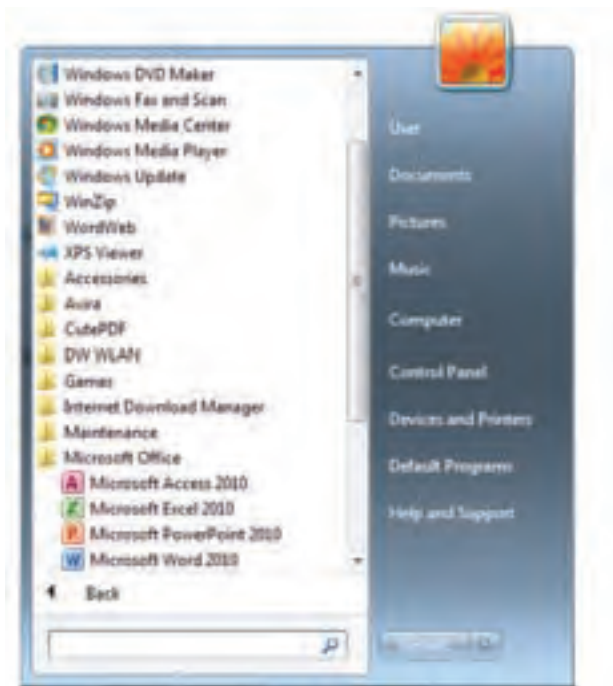 Windows DVD Maker
Windows Fax and Scan
Windows Media Center
Windows Media Player
Windows Update
WinZip
WordWeb
XPS Viewer
Accessories
Avira
CutePDF
DW WLAN
Games
Internet Download Manager
Maintenance
Microsoft Office
Microsoft Access 2010
Microsoft Excel 2010
Microsoft PowerPoint 2010
Microsoft Word 2010
Back
User
Documents
Pictures
Music
Computer
Control Panel
Devices and Printers
Default Programs
Help and Support